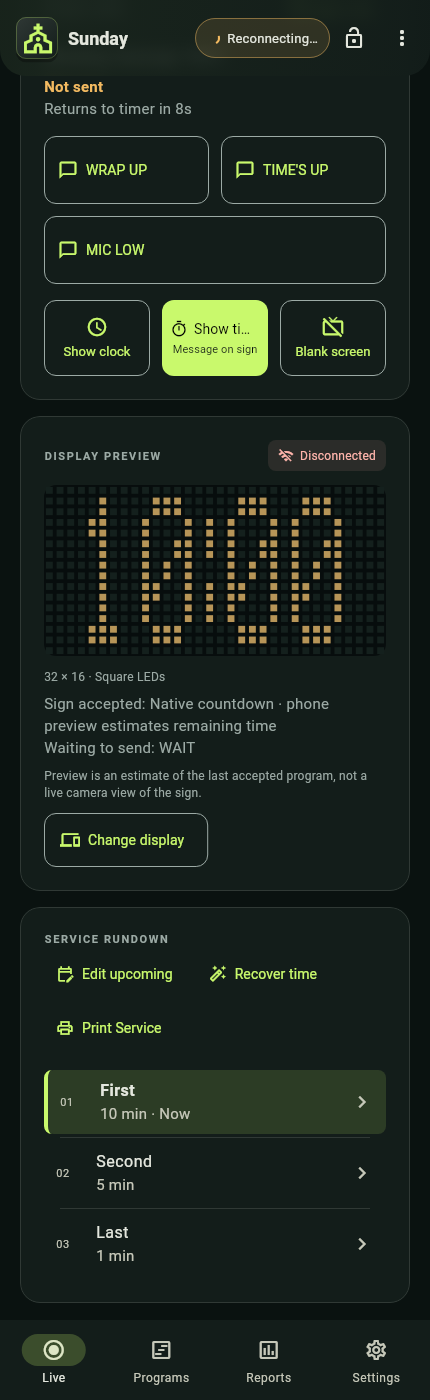 Sunday
Reconnecting...
Not sent
Returns to timer in 8s
WRAP UP
TIME'S UP
MIC LOW
Show clock
Show ti...
Message on sign
Blank screen
DISPLAY PREVIEW
Disconnected
10:00
32 × 16 · Square LEDs
Sign accepted: Native countdown · phone
preview estimates remaining time
Waiting to send: WAIT
Preview is an estimate of the last accepted program, not a
live camera view of the sign.
Change display
SERVICE RUNDOWN
Edit upcoming
Recover time
Print Service
01
First
10 min · Now
02
Second
5 min
03
Last
1 min
Live
Programs
Reports
Settings